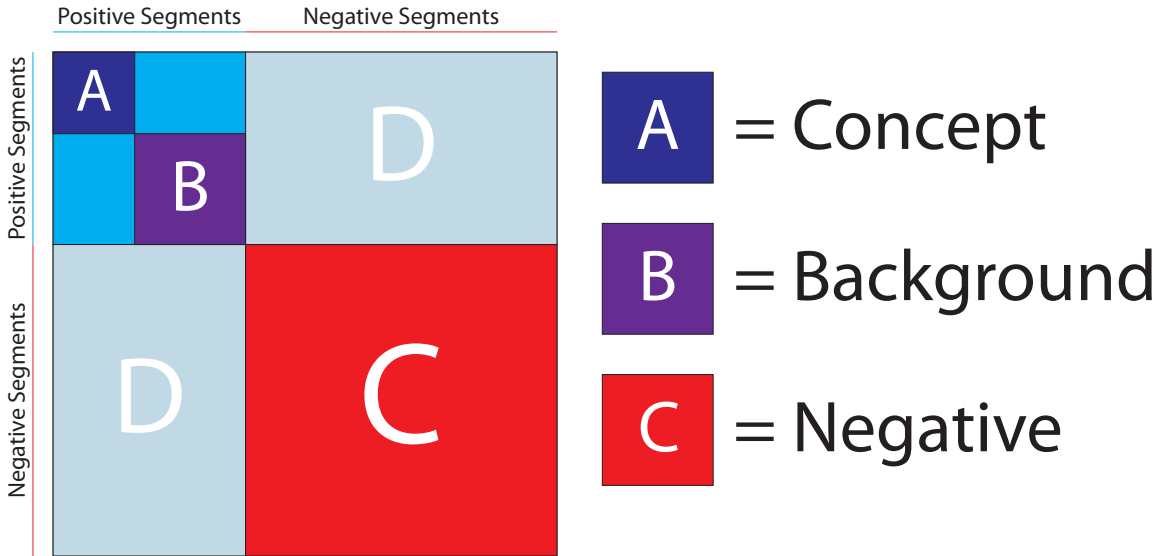 Positive Segments Negative Segments
Positive Segments
Negative Segments
A
B
D
D
C
A = Concept
B = Background
C = Negative